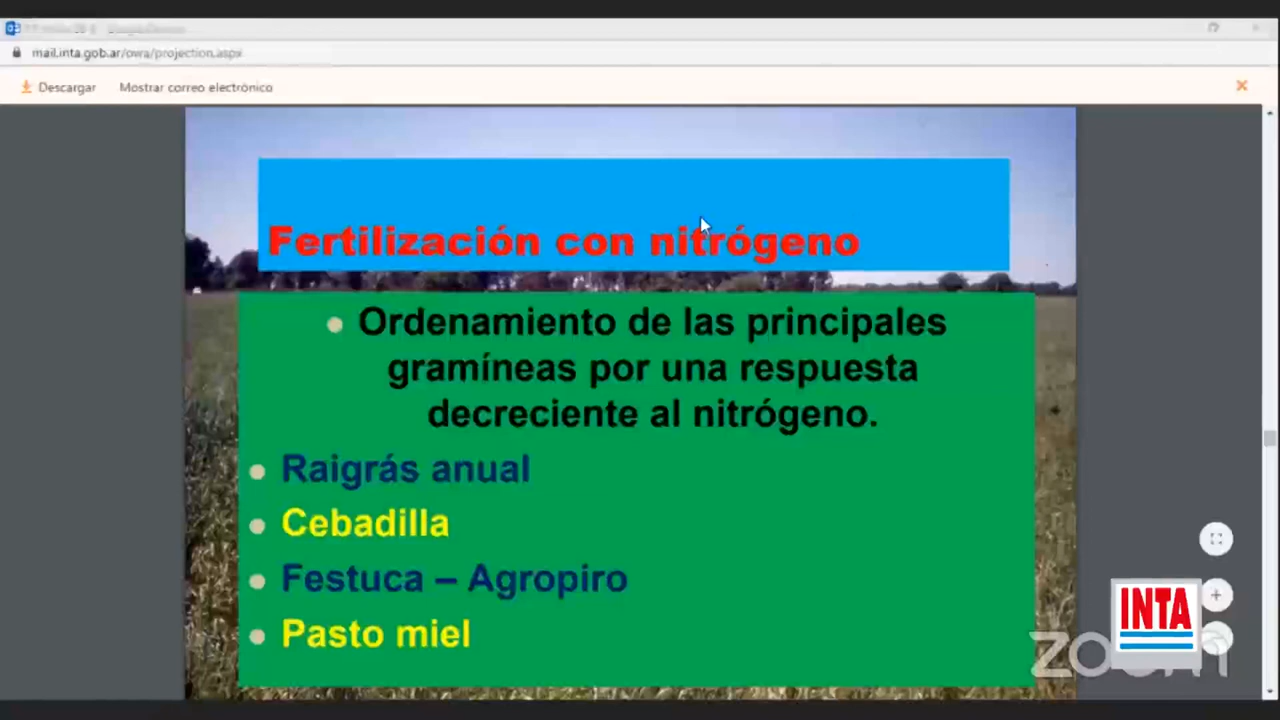 mail.inta.gob.ar/owa/projection.aspx
Descargar Mostrar correo electrónico
Fertilización con nitrógeno
Ordenamiento de las principales
gramíneas por una respuesta
decreciente al nitrógeno.
Raigrás anual
Cebadilla
Festuca – Agropiro
Pasto miel
INTA
zoom